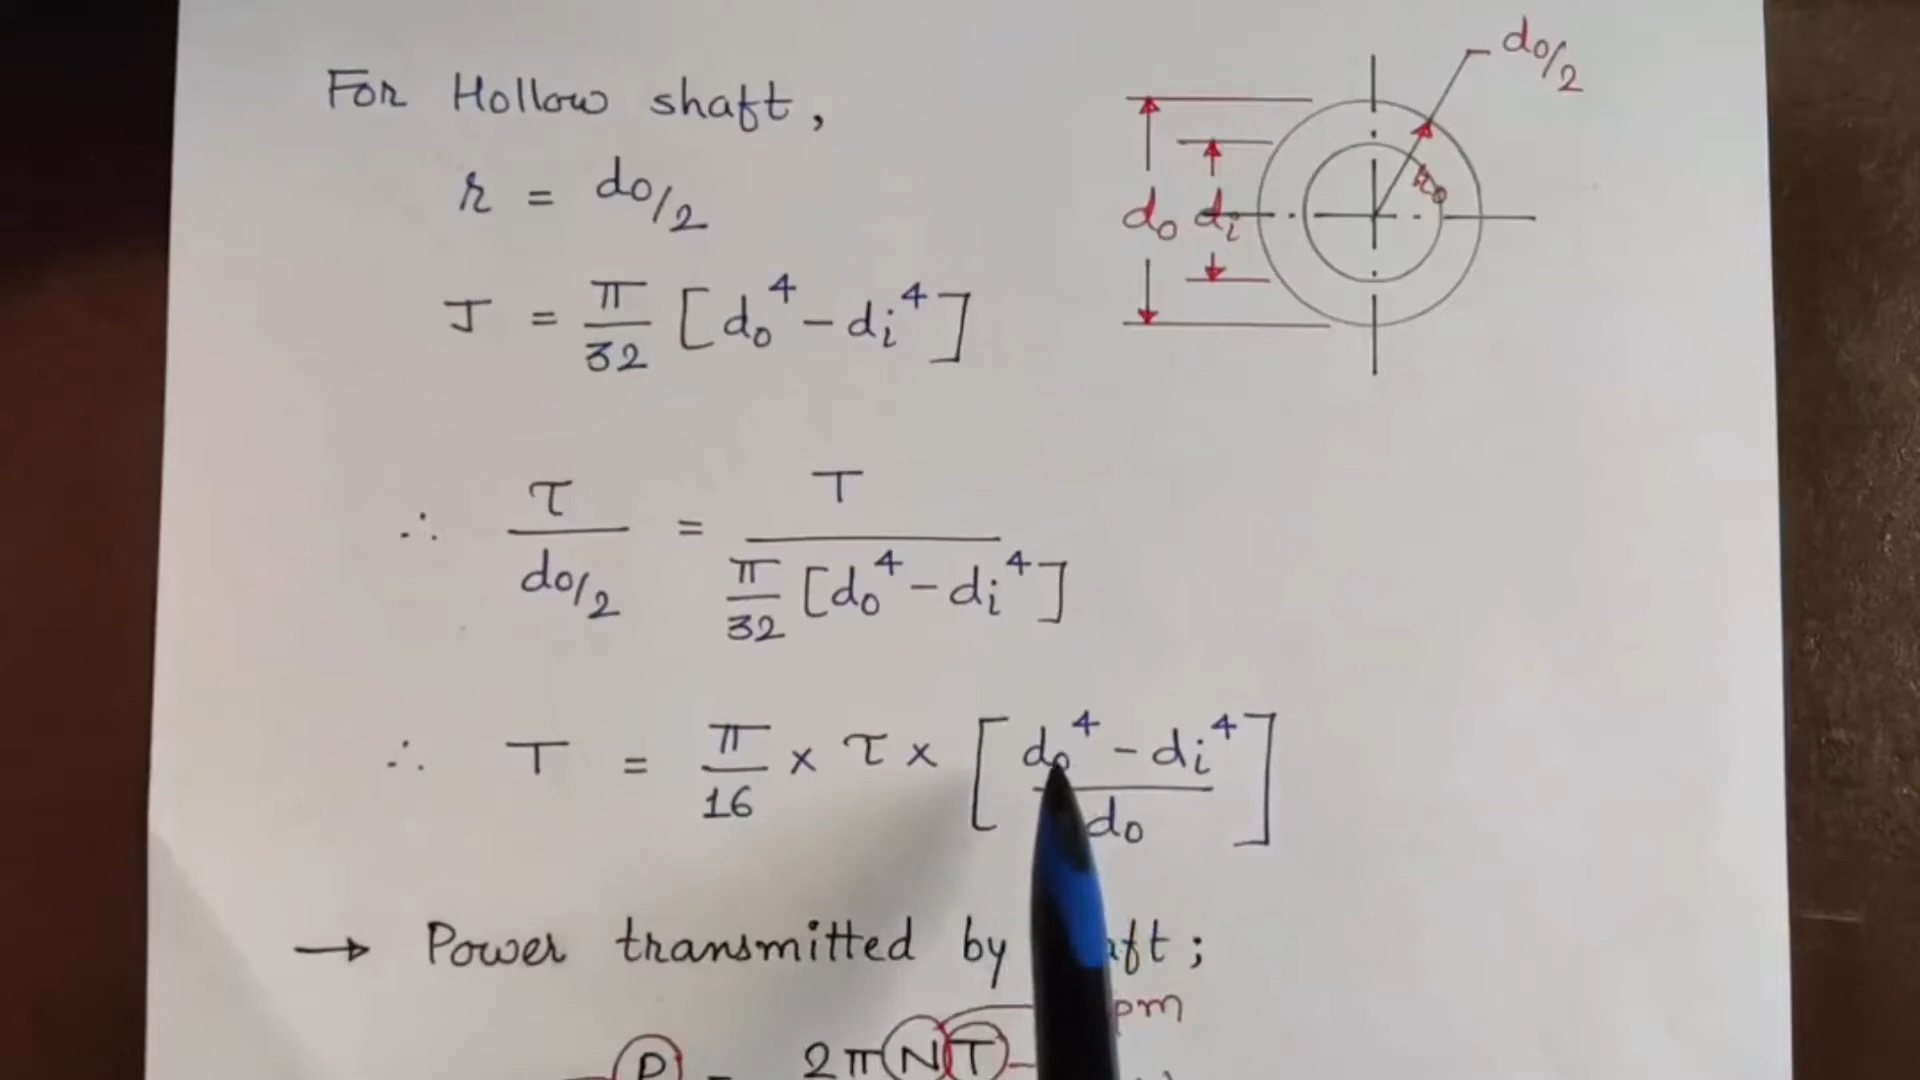 For Hollow shaft,
r = do/2
J = π/32 [do⁴ - di⁴]
∴ τ / do/2 = T / π/32 [do⁴ - di⁴]
∴ T = π/16 × τ × [do⁴ - di⁴ / do]
→ Power transmitted by ;
P = 2πNT
do/2
ro
do di